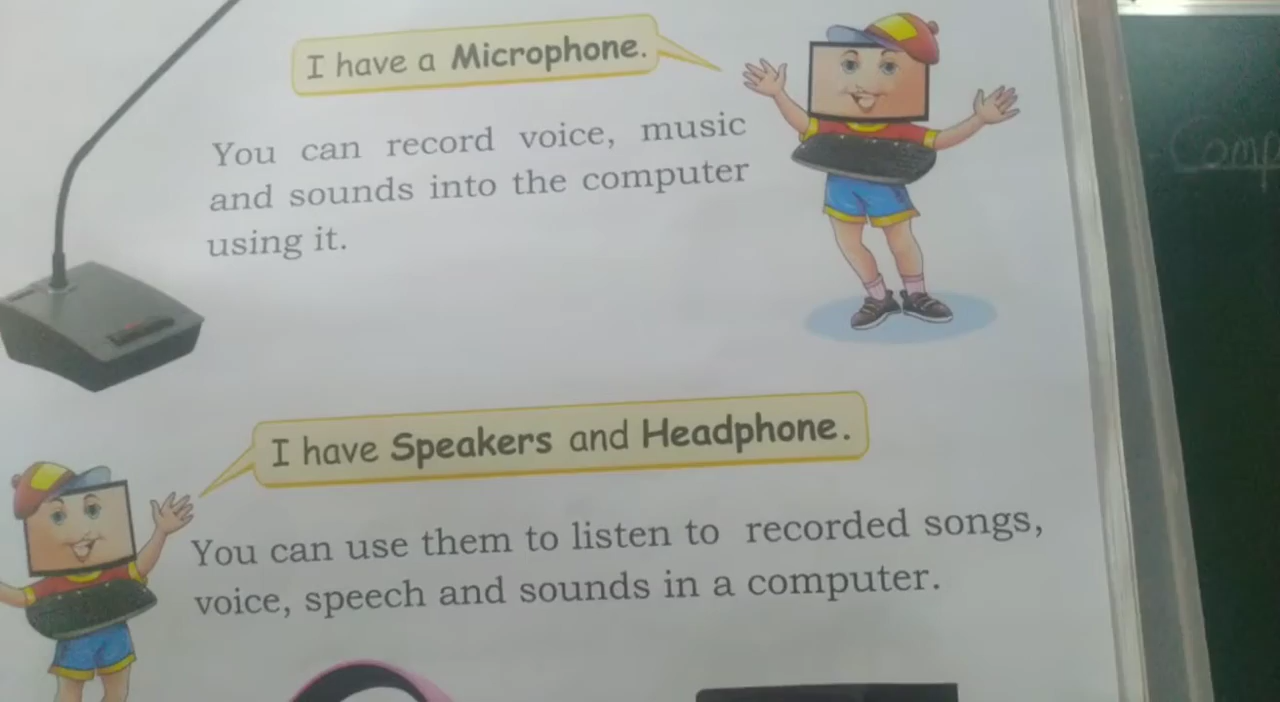 I have a Microphone.
You can record voice, music
and sounds into the computer
using it.
I have Speakers and Headphone.
You can use them to listen to recorded songs,
voice, speech and sounds in a computer.
Comp